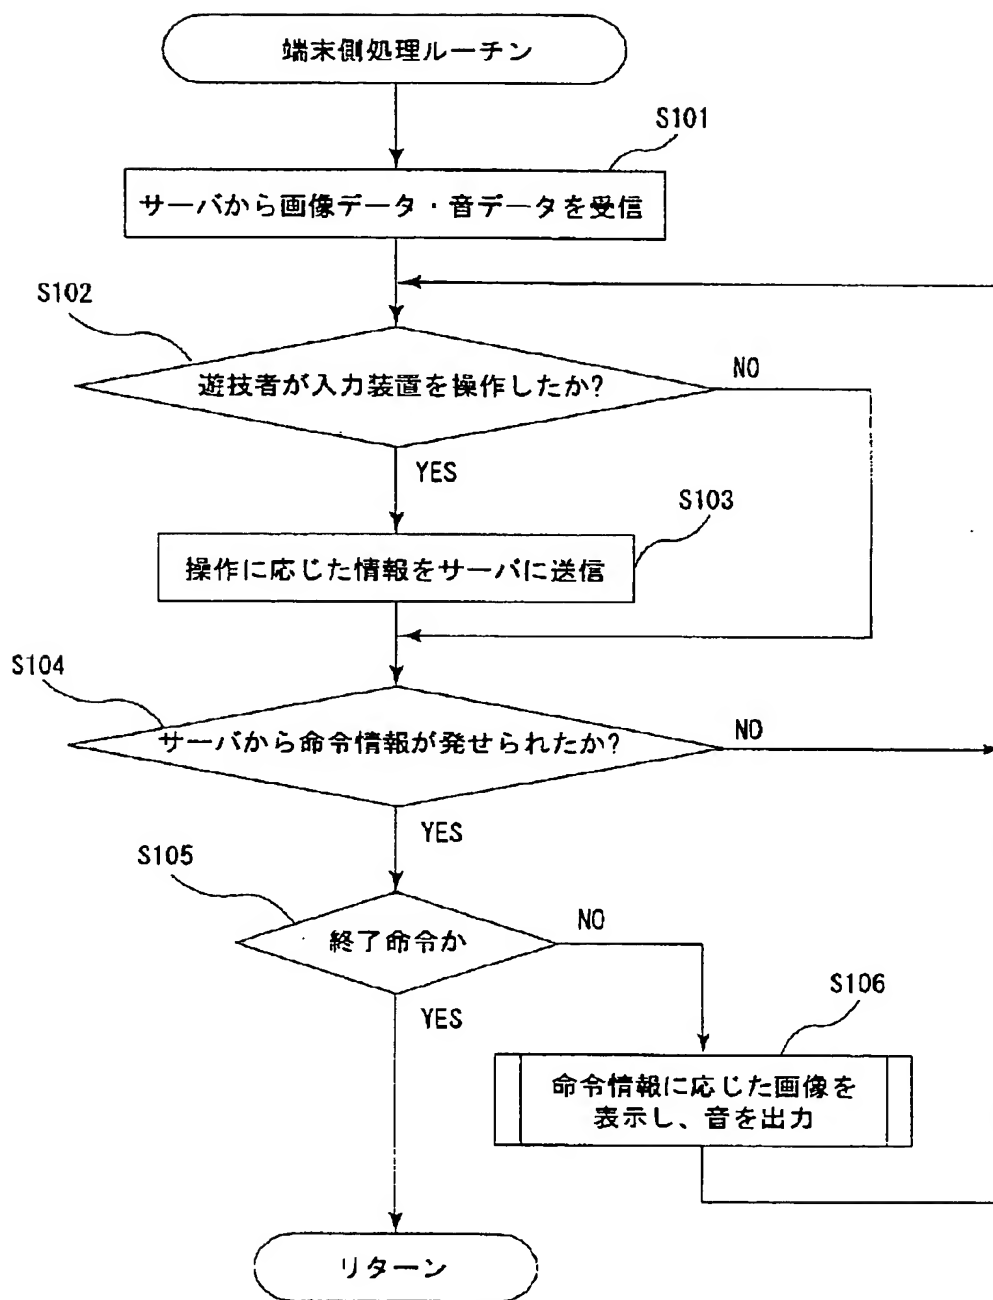 端末側処理ルーチン
S101
サーバから画像データ・音データを受信
S102
遊技者が入力装置を操作したか?
NO
YES
S103
操作に応じた情報をサーバに送信
S104
サーバから命令情報が発せられたか?
NO
YES
S105
終了命令か
NO
YES
S106
命令情報に応じた画像を
表示し、音を出力
リターン